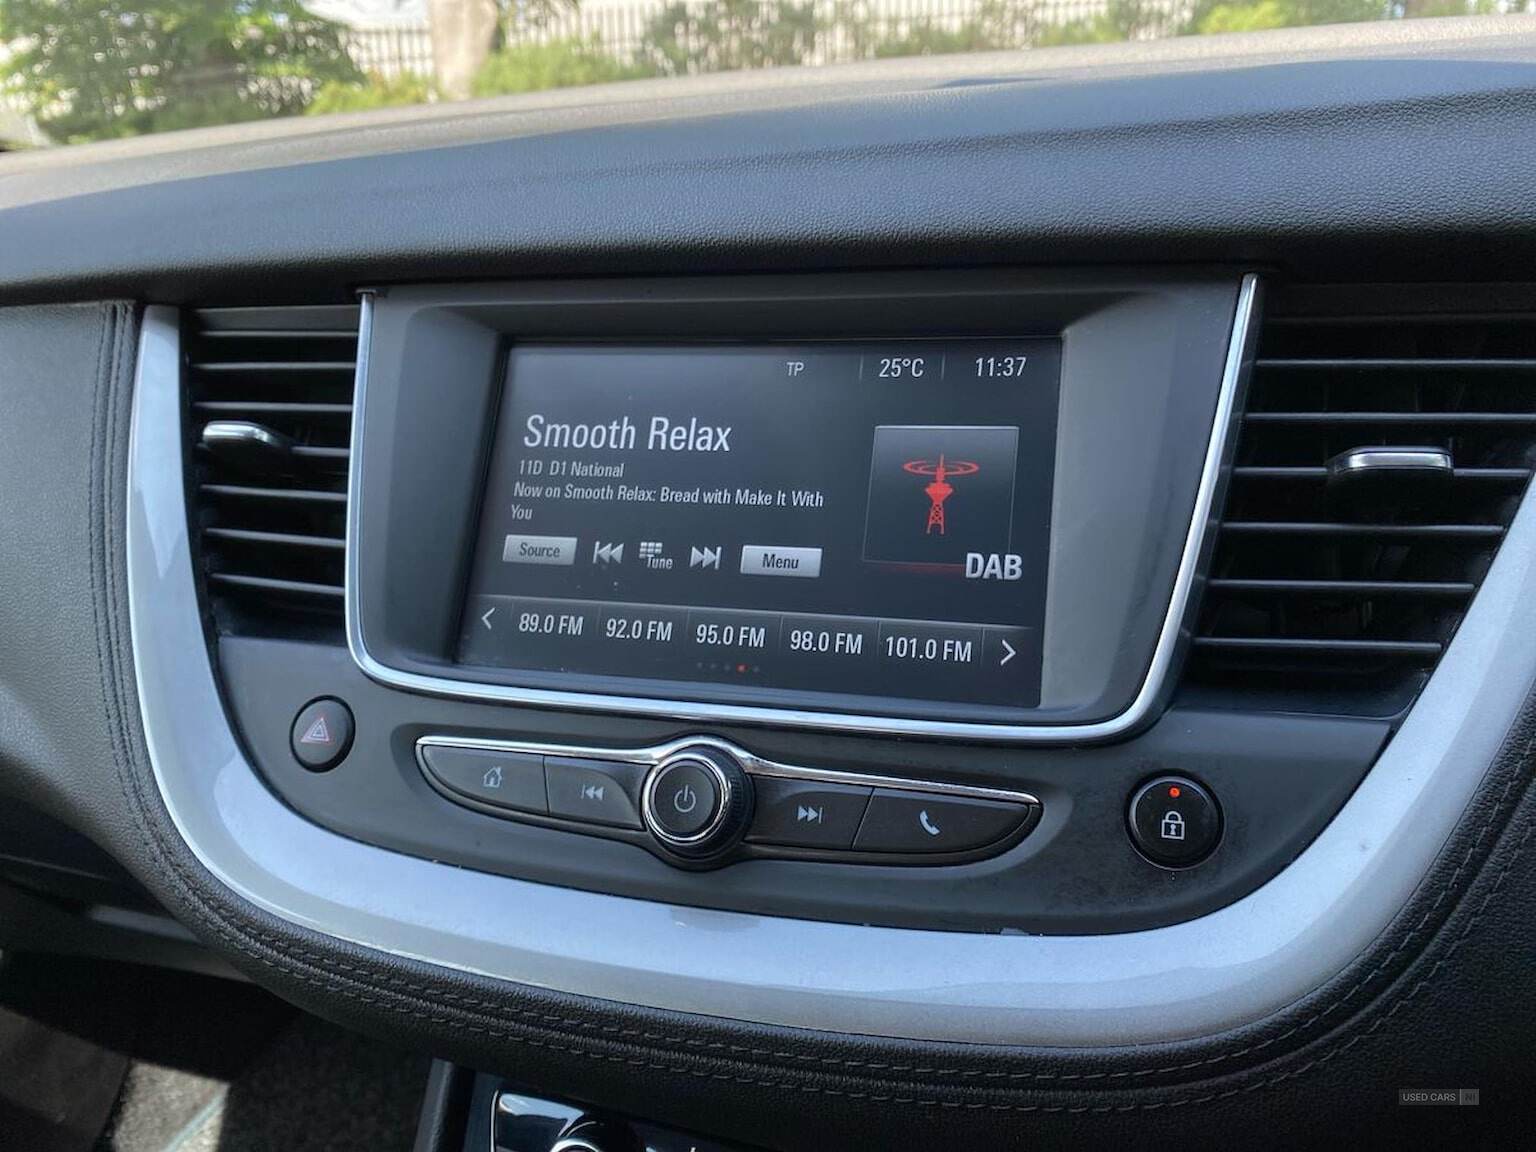 TP 25°C 11:37
Smooth Relax
11D D1 National
Now on Smooth Relax: Bread with Make It With
You
Source Tune Menu
DAB
89.0 FM 92.0 FM 95.0 FM 98.0 FM 101.0 FM
USED CARS NI